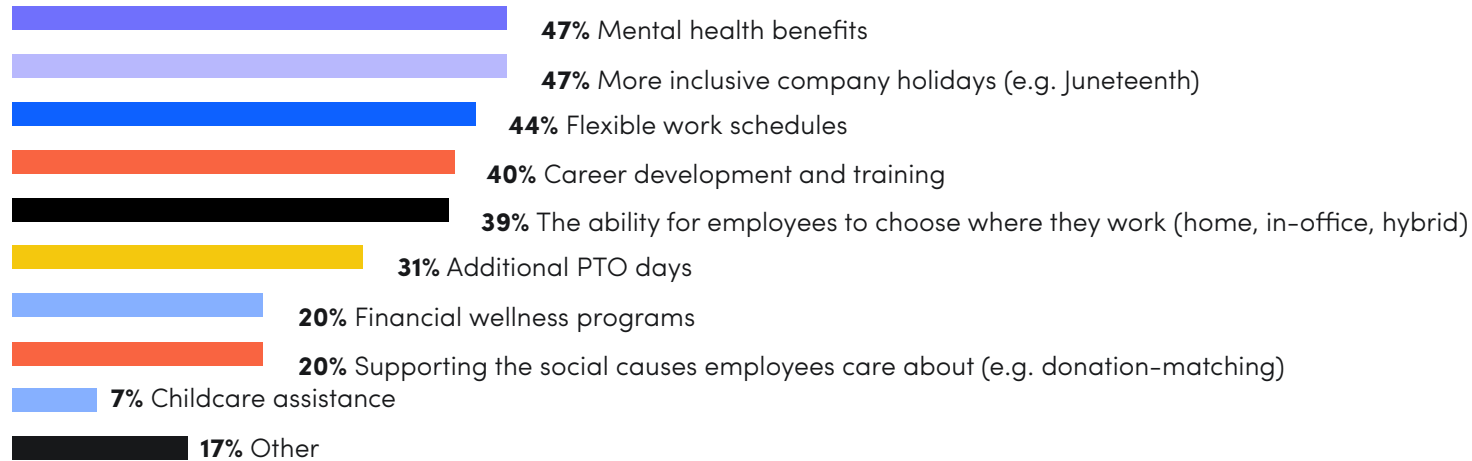 47% Mental health benefits
47% More inclusive company holidays (e.g. Juneteenth)
44% Flexible work schedules
40% Career development and training
39% The ability for employees to choose where they work (home, in-office, hybrid)
31% Additional PTO days
20% Financial wellness programs
20% Supporting the social causes employees care about (e.g. donation-matching)
7% Childcare assistance
17% Other